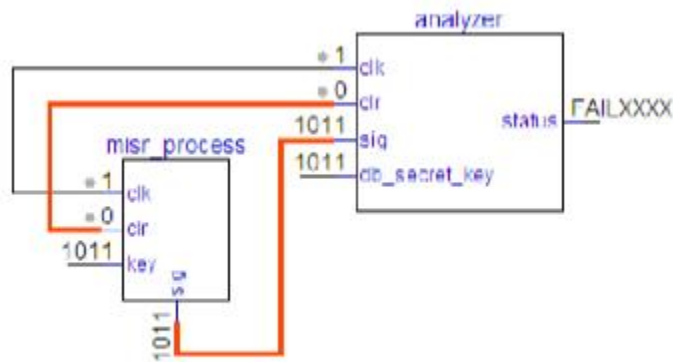 analyzer
1 clk
0 clr
1011 sig
1011 db_secret_key
status FAILXXXX
misr_process
1 clk
0 clr
1011 key
sg
1011